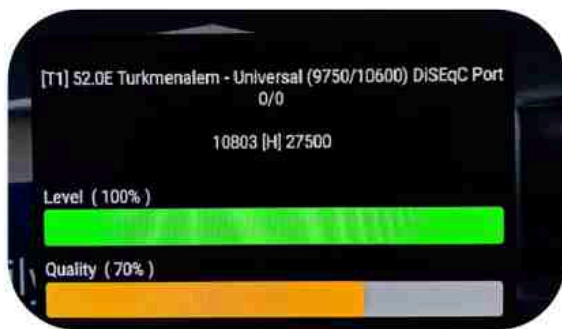 [T1] 52.0E Turkmenalem - Universal (9750/10600) DiSEqC Port
0/0
10803 [H] 27500
Level ( 100% )
Quality ( 70% )